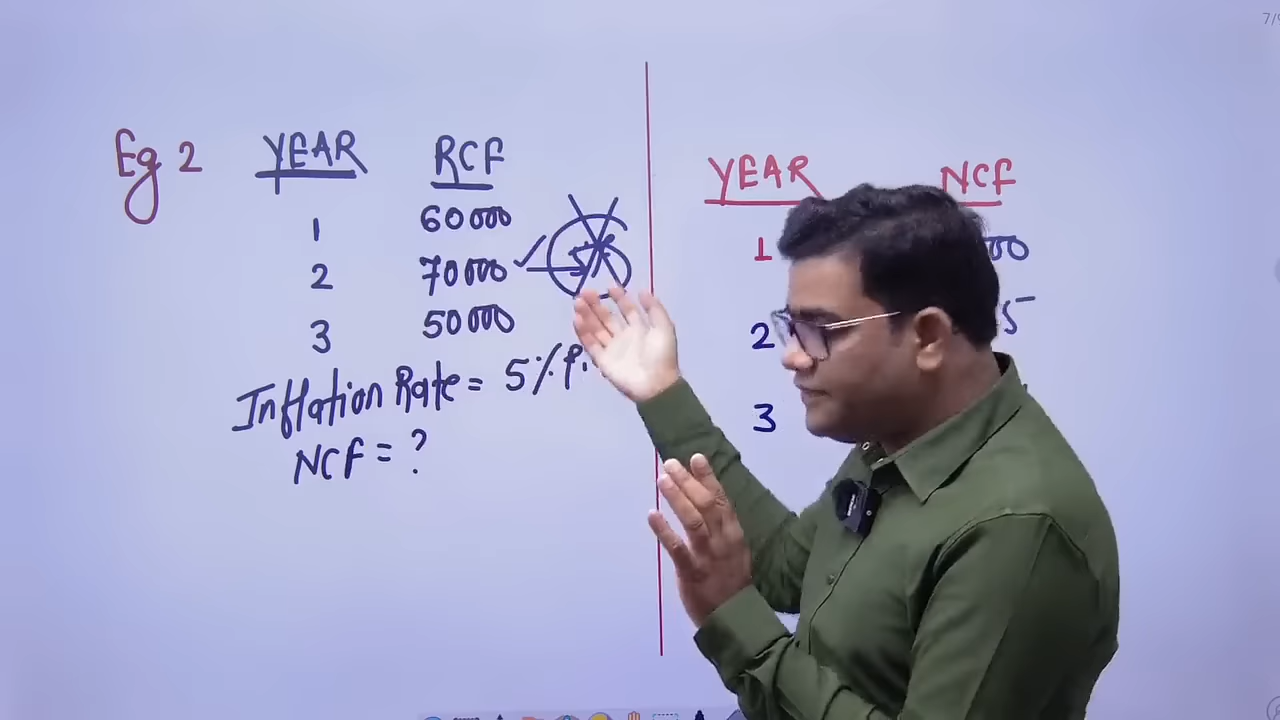 Eg 2 YEAR RCF
1 60000
2 70000
3 50000
Inflation Rate = 5%
NCF = ?
YEAR NCF
1
2
3
7/